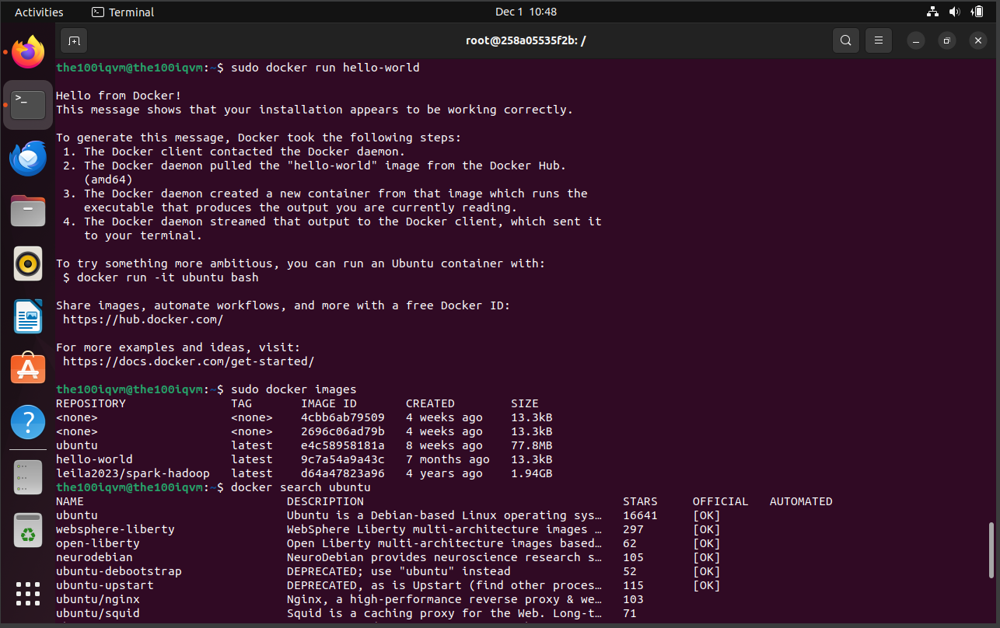 Activities
Terminal
Dec 1 10:48
root@258a05535f2b: /
the100iqvm@the100iqvm:~$ sudo docker run hello-world
Hello from Docker!
This message shows that your installation appears to be working correctly.
To generate this message, Docker took the following steps:
1. The Docker client contacted the Docker daemon.
2. The Docker daemon pulled the "hello-world" image from the Docker Hub.
(amd64)
3. The Docker daemon created a new container from that image which runs the
executable that produces the output you are currently reading.
4. The Docker daemon streamed that output to the Docker client, which sent it
to your terminal.
To try something more ambitious, you can run an Ubuntu container with:
$ docker run -it ubuntu bash
Share images, automate workflows, and more with a free Docker ID:
https://hub.docker.com/
For more examples and ideas, visit:
https://docs.docker.com/get-started/
the100iqvm@the100iqvm:~$ sudo docker images
REPOSITORY TAG IMAGE ID CREATED SIZE
<none> <none> 4cbb6ab79509 4 weeks ago 13.3kB
<none> <none> 2696c06ad79b 4 weeks ago 13.3kB
ubuntu latest e4c58958181a 8 weeks ago 77.8MB
hello-world latest 9c7a54a9a43c 7 months ago 13.3kB
leila2023/spark-hadoop latest d64a47823a96 4 years ago 1.94GB
the100iqvm@the100iqvm:~$ docker search ubuntu
NAME DESCRIPTION STARS OFFICIAL AUTOMATED
ubuntu Ubuntu is a Debian-based Linux operating sys… 16641 [OK]
websphere-liberty WebSphere Liberty multi-architecture images … 297 [OK]
open-liberty Open Liberty multi-architecture images based… 62 [OK]
neurodebian NeuroDebian provides neuroscience research s… 105 [OK]
ubuntu-debootstrap DEPRECATED; use "ubuntu" instead 52 [OK]
ubuntu-upstart DEPRECATED, as is Upstart (find other proces… 115 [OK]
ubuntu/nginx Nginx, a high-performance reverse proxy & we… 103
ubuntu/squid Squid is a caching proxy for the Web. Long-t… 71